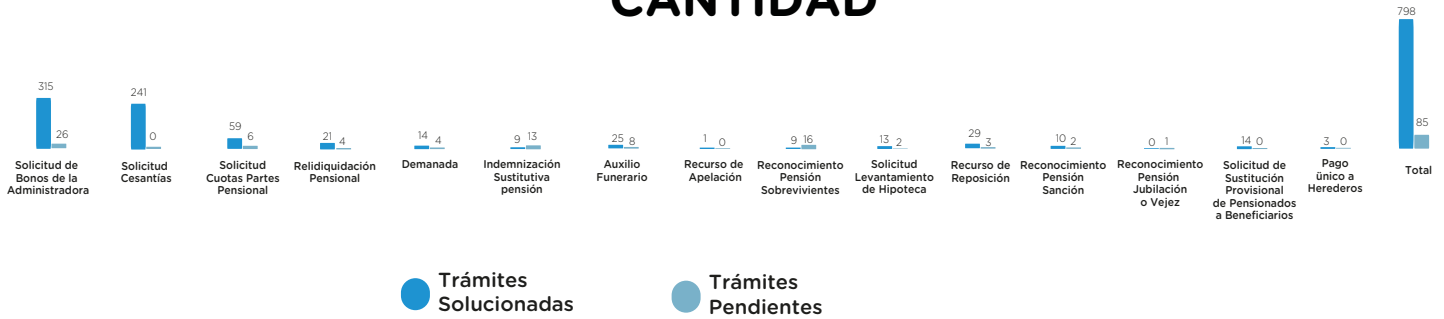 CANTIDAD
798
315
26
241
0
59
6
21
4
14
4
9
13
25
8
1
0
9
16
13
2
29
3
10
2
0
1
14
0
3
0
85
Solicitud de
Bonos de la
Administradora
Solicitud
Cesantías
Solicitud
Cuotas Partes
Pensional
Relidiquidación
Pensional
Demanada
Indemnización
Sustitutiva
pensión
Auxilio
Funerario
Recurso de
Apelación
Reconocimiento
Pensión
Sobrevivientes
Solicitud
Levantamiento
de Hipoteca
Recurso de
Reposición
Reconocimiento
Pensión
Sanción
Reconocimiento
Pensión
Jubilación
o Vejez
Solicitud de
Sustitución
Provisional
de Pensionados
a Beneficiarios
Pago
ünico a
Herederos
Total
Trámites
Solucionadas
Trámites
Pendientes